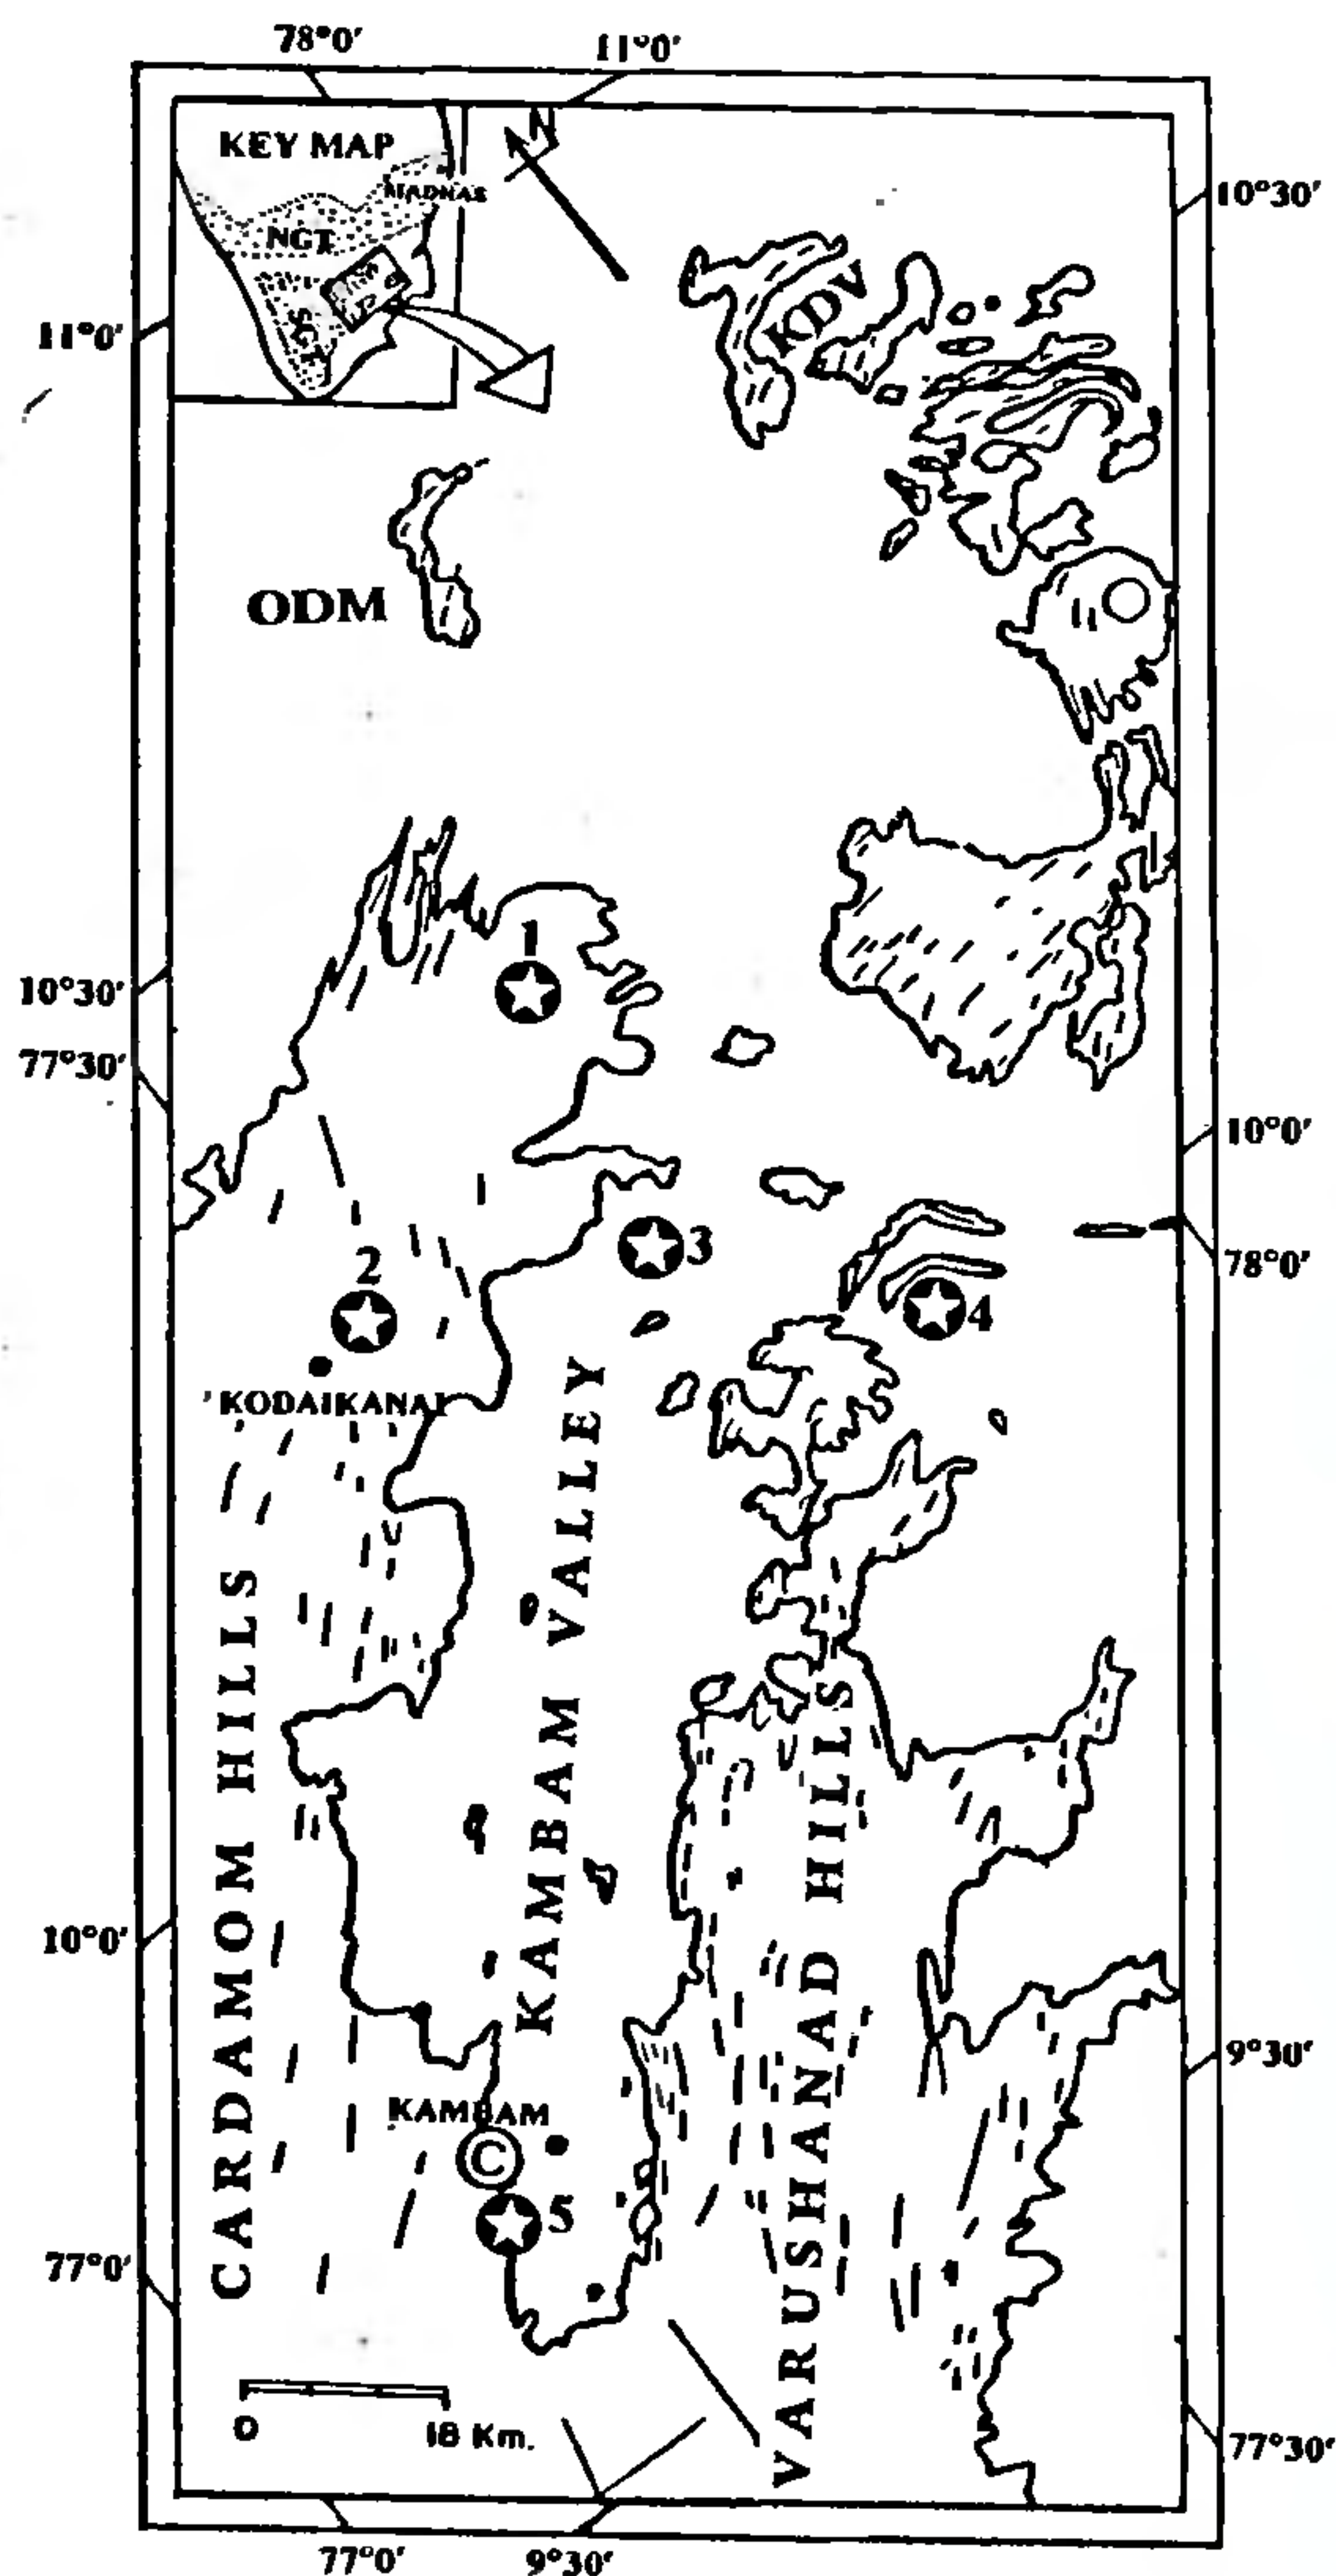 78°0'
11°0'
KEY MAP
N
MADRAS
10°30'
NGT
SGT
KDV
11°0'
ODM
1
10°30'
77°30'
10°0'
3
78°0'
2
4
KODAIKANAL
KAMBAM VALLEY
CARDAMOM HILLS
VARUSHANAD HILLS
10°0'
9°30'
KAMBAM
C
5
77°0'
0
18 Km.
77°30'
77°0'
9°30'